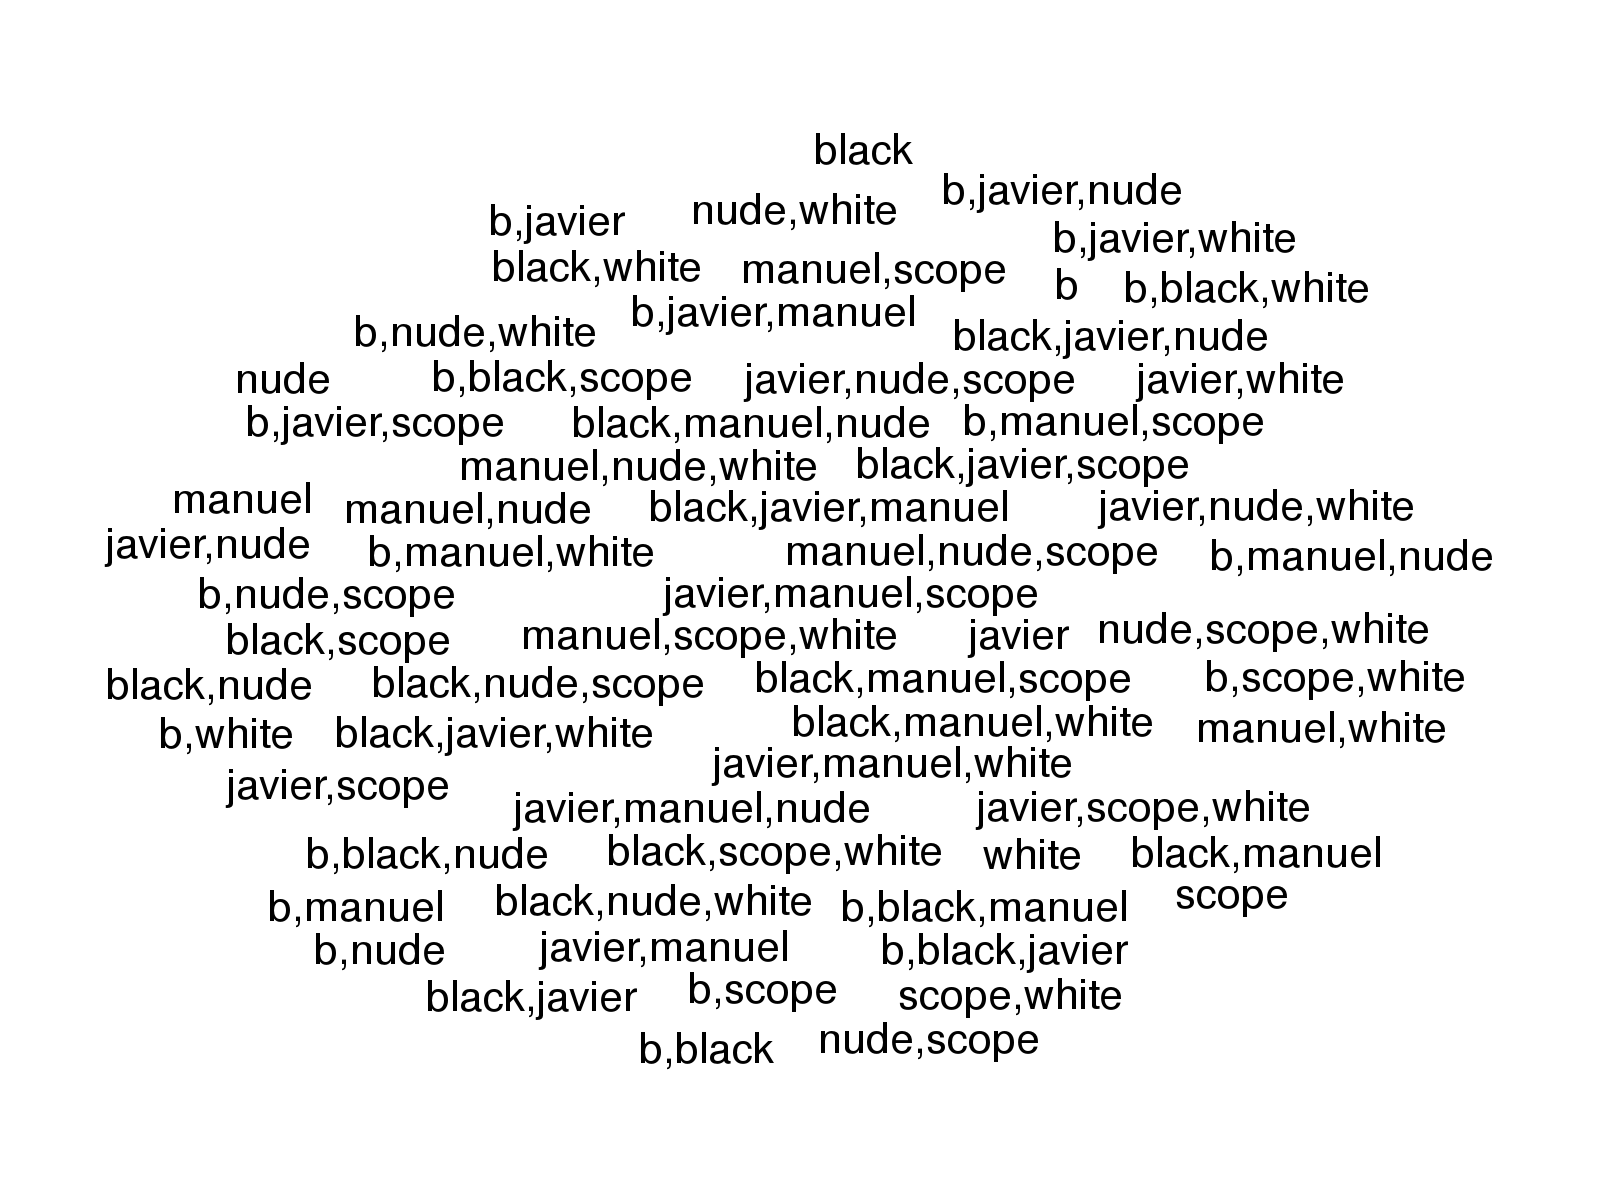 black
b,javier,nude
b,javier nude,white
b,javier,white
black,white manuel,scope b b,black,white
b,nude,white b,javier,manuel black,javier,nude
nude b,black,scope javier,nude,scope javier,white
b,javier,scope black,manuel,nude b,manuel,scope
manuel,nude,white black,javier,scope
manuel manuel,nude black,javier,manuel javier,nude,white
javier,nude b,manuel,white manuel,nude,scope b,manuel,nude
b,nude,scope javier,manuel,scope
black,scope manuel,scope,white javier nude,scope,white
black,nude black,nude,scope black,manuel,scope b,scope,white
b,white black,javier,white black,manuel,white manuel,white
javier,scope javier,manuel,white
javier,manuel,nude javier,scope,white
b,black,nude black,scope,white white black,manuel
b,manuel black,nude,white b,black,manuel scope
b,nude javier,manuel b,black,javier
black,javier b,scope scope,white
b,black nude,scope